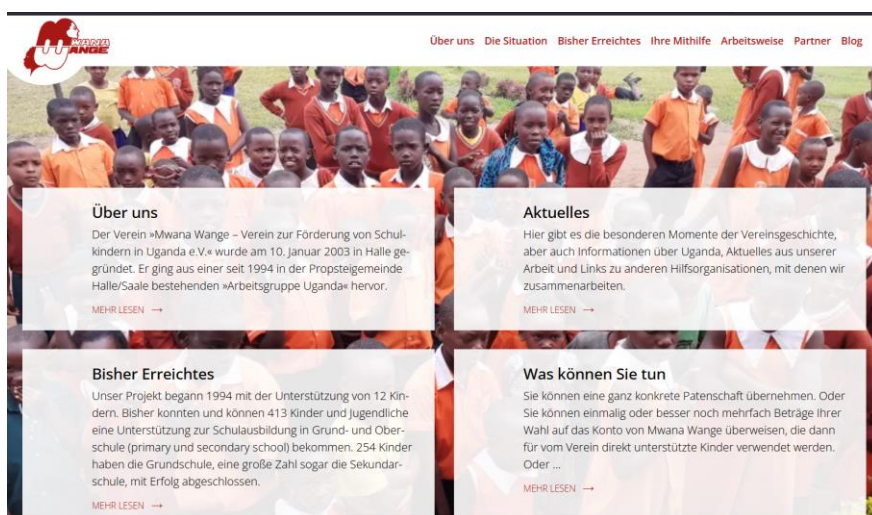 MWANA
WANGE
Über uns Die Situation Bisher Erreichtes Ihre Mithilfe Arbeitsweise Partner Blog
Über uns
Der Verein »Mwana Wange – Verein zur Förderung von Schul-
kindern in Uganda e.V.« wurde am 10. Januar 2003 in Halle ge-
gründet. Er ging aus einer seit 1994 in der Propsteigemeinde
Halle/Saale bestehenden »Arbeitsgruppe Uganda« hervor.
MEHR LESEN →
Aktuelles
Hier gibt es die besonderen Momente der Vereinsgeschichte,
aber auch Informationen über Uganda, Aktuelles aus unserer
Arbeit und Links zu anderen Hilfsorganisationen, mit denen wir
zusammenarbeiten.
MEHR LESEN →
Bisher Erreichtes
Unser Projekt begann 1994 mit der Unterstützung von 12 Kin-
dern. Bisher konnten und können 413 Kinder und Jugendliche
eine Unterstützung zur Schulausbildung in Grund- und Ober-
schule (primary und secondary school) bekommen. 254 Kinder
haben die Grundschule, eine große Zahl sogar die Sekundar-
schule, mit Erfolg abgeschlossen.
MEHR LESEN →
Was können Sie tun
Sie können eine ganz konkrete Patenschaft übernehmen. Oder
Sie können einmalig oder besser noch mehrfach Beträge Ihrer
Wahl auf das Konto von Mwana Wange überweisen, die dann
für vom Verein direkt unterstützte Kinder verwendet werden.
Oder ...
MEHR LESEN →